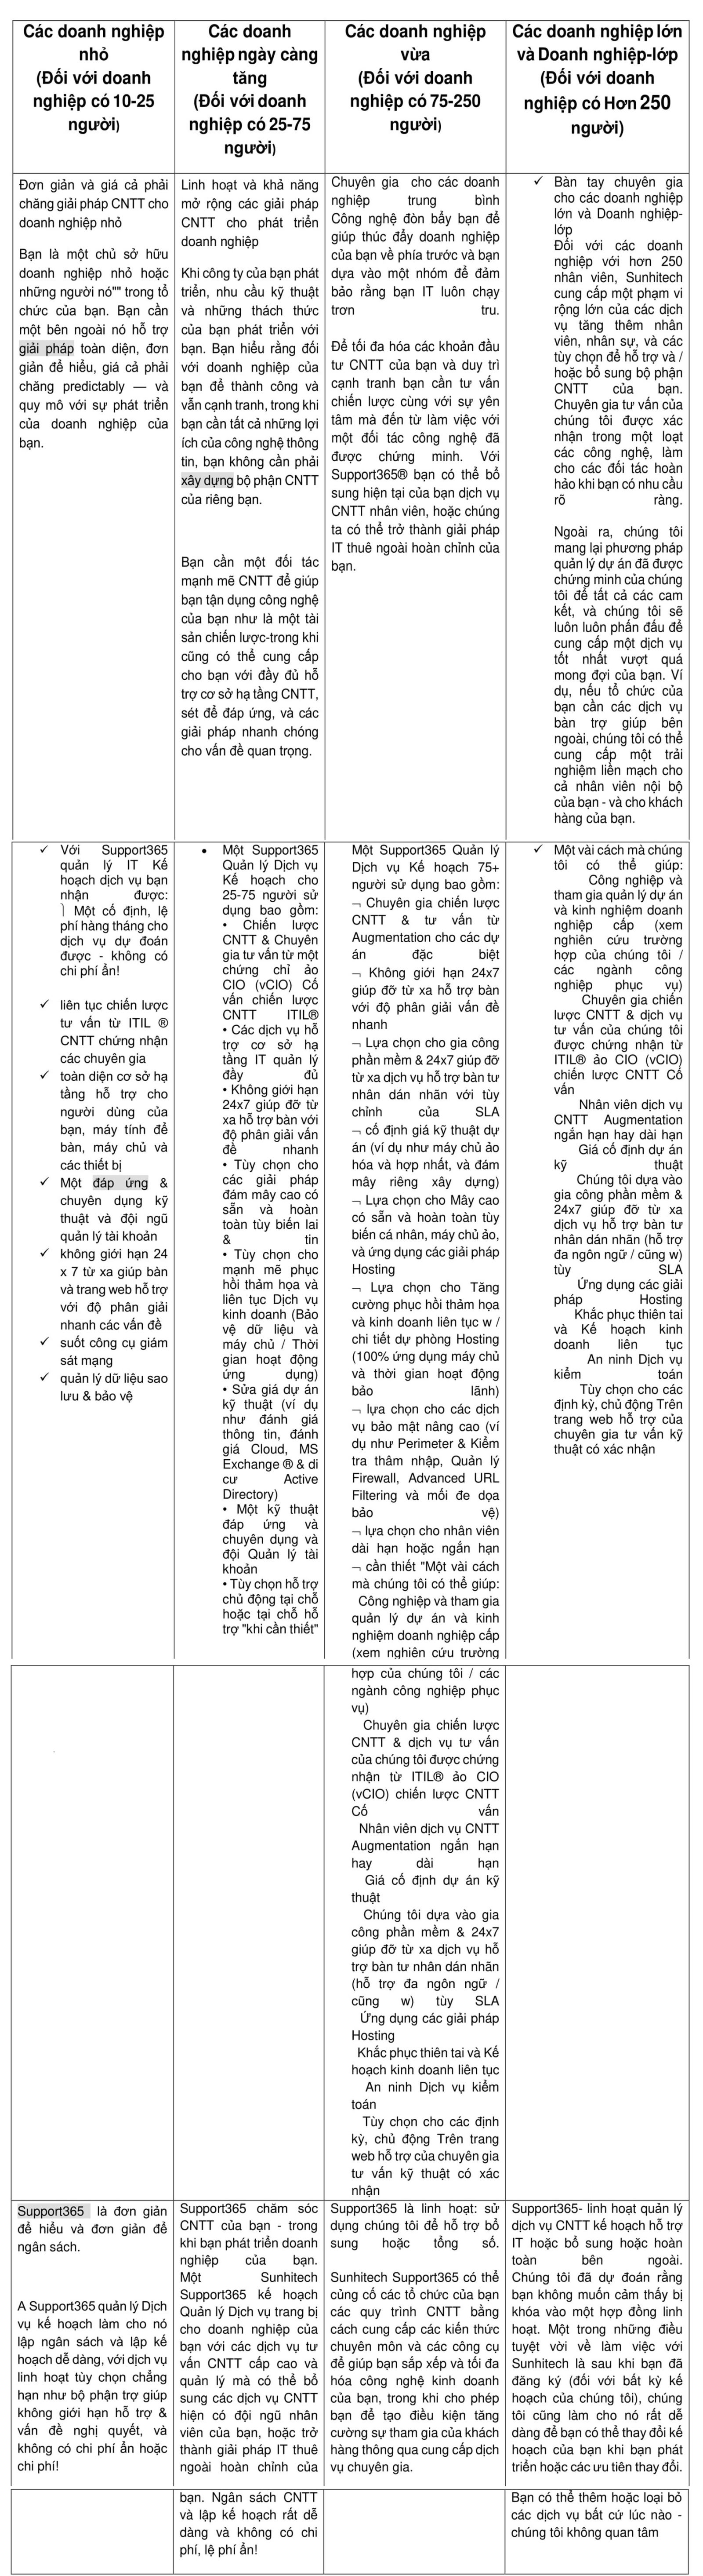 Các doanh nghiệp
nhỏ
(Đối với doanh
nghiệp có 10-25
người)
Các doanh
nghiệp ngày càng
tăng
(Đối với doanh
nghiệp có 25-75
người)
Các doanh nghiệp
vừa
(Đối với doanh
nghiệp có 75-250
người)
Các doanh nghiệp lớn
và Doanh nghiệp-lớp
(Đối với doanh
nghiệp có Hơn 250
người)
Đơn giản và giá cả phải
chăng giải pháp CNTT cho
doanh nghiệp nhỏ
Bạn là một chủ sở hữu
doanh nghiệp nhỏ hoặc
những người nó"" trong tổ
chức của bạn. Bạn cần
một bên ngoài nó hỗ trợ
giải pháp toàn diện, đơn
giản để hiểu, giá cả phải
chăng predictably — và
quy mô với sự phát triển
của doanh nghiệp của
bạn.
Linh hoạt và khả năng
mở rộng các giải pháp
CNTT cho phát triển
doanh nghiệp
Khi công ty của bạn phát
triển, nhu cầu kỹ thuật
và những thách thức
của bạn phát triển với
bạn. Bạn hiểu rằng đối
với doanh nghiệp của
bạn để thành công và
vẫn cạnh tranh, trong khi
bạn cần tất cả những lợi
ích của công nghệ thông
tin, bạn không cần phải
xây dựng bộ phận CNTT
của riêng bạn.
Bạn cần một đối tác
mạnh mẽ CNTT để giúp
bạn tận dụng công nghệ
của bạn như là một tài
sản chiến lược-trong khi
cũng có thể cung cấp
cho bạn với đầy đủ hỗ
trợ cơ sở hạ tầng CNTT,
sét để đáp ứng, và các
giải pháp nhanh chóng
cho vấn đề quan trọng.
Chuyên gia cho các doanh
nghiệp trung bình
Công nghệ đòn bẩy bạn để
giúp thúc đẩy doanh nghiệp
của bạn về phía trước và bạn
dựa vào một nhóm để đảm
bảo rằng bạn IT luôn chạy
trơn tru.
Để tối đa hóa các khoản đầu
tư CNTT của bạn và duy trì
cạnh tranh bạn cần tư vấn
chiến lược cùng với sự yên
tâm mà đến từ làm việc với
một đối tác công nghệ đã
được chứng minh. Với
Support365® bạn có thể bổ
sung hiện tại của bạn dịch vụ
CNTT nhân viên, hoặc chúng
ta có thể trở thành giải pháp
IT thuê ngoài hoàn chỉnh của
bạn.
✓ Bàn tay chuyên gia
cho các doanh nghiệp
lớn và Doanh nghiệp-
lớp
Đối với các doanh
nghiệp với hơn 250
nhân viên, Sunhitech
cung cấp một phạm vi
rộng lớn của các dịch
vụ tăng thêm nhân
viên, nhân sự, và các
tùy chọn để hỗ trợ và /
hoặc bổ sung bộ phận
CNTT của bạn.
Chuyên gia tư vấn của
chúng tôi được xác
nhận trong một loạt
các công nghệ, làm
cho các đối tác hoàn
hảo khi bạn có nhu cầu
rõ ràng.
Ngoài ra, chúng tôi
mang lại phương pháp
quản lý dự án đã được
chứng minh của chúng
tôi để tất cả các cam
kết, và chúng tôi sẽ
luôn luôn phấn đấu để
cung cấp một dịch vụ
tốt nhất vượt quá
mong đợi của bạn. Ví
dụ, nếu tổ chức của
bạn cần các dịch vụ
bàn trợ giúp bên
ngoài, chúng tôi có thể
cung cấp một trải
nghiệm liền mạch cho
cả nhân viên nội bộ
của bạn - và cho khách
hàng của bạn.
✓ Với Support365
quản lý IT Kế
hoạch dịch vụ bạn
nhận được:
⌉ Một cố định, lệ
phí hàng tháng cho
dịch vụ dự đoán
được - không có
chi phí ẩn!
✓ liên tục chiến lược
tư vấn từ ITIL ®
CNTT chứng nhận
các chuyên gia
✓ toàn diện cơ sở hạ
tầng hỗ trợ cho
người dùng của
bạn, máy tính để
bàn, máy chủ và
các thiết bị
✓ Một đáp ứng &
chuyên dụng kỹ
thuật và đội ngũ
quản lý tài khoản
✓ không giới hạn 24
x 7 từ xa giúp bàn
và trang web hỗ trợ
với độ phân giải
nhanh các vấn đề
✓ suốt công cụ giám
sát mạng
✓ quản lý dữ liệu sao
lưu & bảo vệ
• Một Support365
Quản lý Dịch vụ
Kế hoạch cho
25-75 người sử
dụng bao gồm:
• Chiến lược
CNTT & Chuyên
gia tư vấn từ một
chứng chỉ ảo
CIO (vCIO) Cố
vấn chiến lược
CNTT ITIL®
• Các dịch vụ hỗ
trợ cơ sở hạ
tầng IT quản lý
đầy đủ
• Không giới hạn
24x7 giúp đỡ từ
xa hỗ trợ bàn với
độ phân giải vấn
đề nhanh
• Tùy chọn cho
các giải pháp
đám mây cao có
sẵn và hoàn
toàn tùy biến lai
& tin
• Tùy chọn cho
mạnh mẽ phục
hồi thảm họa và
liên tục Dịch vụ
kinh doanh (Bảo
vệ dữ liệu và
máy chủ / Thời
gian hoạt động
ứng dụng)
• Sửa giá dự án
kỹ thuật (ví dụ
như đánh giá
thông tin, đánh
giá Cloud, MS
Exchange ® & di
cư Active
Directory)
• Một kỹ thuật
đáp ứng và
chuyên dụng và
đội Quản lý tài
khoản
• Tùy chọn hỗ trợ
chủ động tại chỗ
hoặc tại chỗ hỗ
trợ "khi cần thiết"
Một Support365 Quản lý
Dịch vụ Kế hoạch 75+
người sử dụng bao gồm:
¬ Chuyên gia chiến lược
CNTT & tư vấn từ
Augmentation cho các dự
án đặc biệt
¬ Không giới hạn 24x7
giúp đỡ từ xa hỗ trợ bàn
với độ phân giải vấn đề
nhanh
¬ Lựa chọn cho gia công
phần mềm & 24x7 giúp đỡ
từ xa dịch vụ hỗ trợ bàn tư
nhân dán nhãn với tùy
chỉnh của SLA
¬ cố định giá kỹ thuật dự
án (ví dụ như máy chủ ảo
hóa và hợp nhất, và đám
mây riêng xây dựng)
¬ Lựa chọn cho Mây cao
có sẵn và hoàn toàn tùy
biến cá nhân, máy chủ ảo,
và ứng dụng các giải pháp
Hosting
¬ Lựa chọn cho Tăng
cường phục hồi thảm họa
và kinh doanh liên tục w /
chi tiết dự phòng Hosting
(100% ứng dụng máy chủ
và thời gian hoạt động
bảo lãnh)
¬ lựa chọn cho các dịch
vụ bảo mật nâng cao (ví
dụ như Perimeter & Kiểm
tra thâm nhập, Quản lý
Firewall, Advanced URL
Filtering và mối đe dọa
bảo vệ)
¬ lựa chọn cho nhân viên
dài hạn hoặc ngắn hạn
¬ cần thiết "Một vài cách
mà chúng tôi có thể giúp:
Công nghiệp và tham gia
quản lý dự án và kinh
nghiệm doanh nghiệp cấp
(xem nghiên cứu trường
✓ Một vài cách mà chúng
tôi có thể giúp:
Công nghiệp và
tham gia quản lý dự án
và kinh nghiệm doanh
nghiệp cấp (xem
nghiên cứu trường
hợp của chúng tôi /
các ngành công
nghiệp phục vụ)
Chuyên gia chiến
lược CNTT & dịch vụ
tư vấn của chúng tôi
được chứng nhận từ
ITIL® ảo CIO (vCIO)
chiến lược CNTT Cố
vấn
Nhân viên dịch vụ
CNTT Augmentation
ngắn hạn hay dài hạn
Giá cố định dự án
kỹ thuật
Chúng tôi dựa vào
gia công phần mềm &
24x7 giúp đỡ từ xa
dịch vụ hỗ trợ bàn tư
nhân dán nhãn (hỗ trợ
đa ngôn ngữ / cũng w)
tùy SLA
Ứng dụng các giải
pháp Hosting
Khắc phục thiên tai
và Kế hoạch kinh
doanh liên tục
An ninh Dịch vụ
kiểm toán
Tùy chọn cho các
định kỳ, chủ động Trên
trang web hỗ trợ của
chuyên gia tư vấn kỹ
thuật có xác nhận
hợp của chúng tôi / các
ngành công nghiệp phục
vụ)
Chuyên gia chiến lược
CNTT & dịch vụ tư vấn
của chúng tôi được chứng
nhận từ ITIL® ảo CIO
(vCIO) chiến lược CNTT
Cố vấn
Nhân viên dịch vụ CNTT
Augmentation ngắn hạn
hay dài hạn
Giá cố định dự án kỹ
thuật
Chúng tôi dựa vào gia
công phần mềm & 24x7
giúp đỡ từ xa dịch vụ hỗ
trợ bàn tư nhân dán nhãn
(hỗ trợ đa ngôn ngữ /
cũng w) tùy SLA
Ứng dụng các giải pháp
Hosting
Khắc phục thiên tai và Kế
hoạch kinh doanh liên tục
An ninh Dịch vụ kiểm
toán
Tùy chọn cho các định
kỳ, chủ động Trên trang
web hỗ trợ của chuyên gia
tư vấn kỹ thuật có xác
nhận
Support365 là đơn giản
để hiểu và đơn giản để
ngân sách.
A Support365 quản lý Dịch
vụ kế hoạch làm cho nó
lập ngân sách và lập kế
hoạch dễ dàng, với dịch vụ
linh hoạt tùy chọn chẳng
hạn như bộ phận trợ giúp
không giới hạn hỗ trợ &
vấn đề nghị quyết, và
không có chi phí ẩn hoặc
chi phí!
Support365 chăm sóc
CNTT của bạn - trong
khi bạn phát triển doanh
nghiệp của bạn.
Một Sunhitech
Support365 kế hoạch
Quản lý Dịch vụ trang bị
cho doanh nghiệp của
bạn với các dịch vụ tư
vấn CNTT cấp cao và
quản lý mà có thể bổ
sung các dịch vụ CNTT
hiện có đội ngũ nhân
viên của bạn, hoặc trở
thành giải pháp IT thuê
ngoài hoàn chỉnh của
Support365 là linh hoạt: sử
dụng chúng tôi để hỗ trợ bổ
sung hoặc tổng số.
Sunhitech Support365 có thể
củng cố các tổ chức của bạn
các quy trình CNTT bằng
cách cung cấp các kiến thức
chuyên môn và các công cụ
để giúp bạn sắp xếp và tối đa
hóa công nghệ kinh doanh
của bạn, trong khi cho phép
bạn để tạo điều kiện tăng
cường sự tham gia của khách
hàng thông qua cung cấp dịch
vụ chuyên gia.
Support365- linh hoạt quản lý
dịch vụ CNTT kế hoạch hỗ trợ
IT hoặc bổ sung hoặc hoàn
toàn bên ngoài.
Chúng tôi đã dự đoán rằng
bạn không muốn cảm thấy bị
khóa vào một hợp đồng linh
hoạt. Một trong những điều
tuyệt vời về làm việc với
Sunhitech là sau khi bạn đã
đăng ký (đối với bất kỳ kế
hoạch của chúng tôi), chúng
tôi cũng làm cho nó rất dễ
dàng để bạn có thể thay đổi kế
hoạch của bạn khi bạn phát
triển hoặc các ưu tiên thay đổi.
bạn. Ngân sách CNTT
và lập kế hoạch rất dễ
dàng và không có chi
phí, lệ phí ẩn!
Bạn có thể thêm hoặc loại bỏ
các dịch vụ bất cứ lúc nào -
chúng tôi không quan tâm